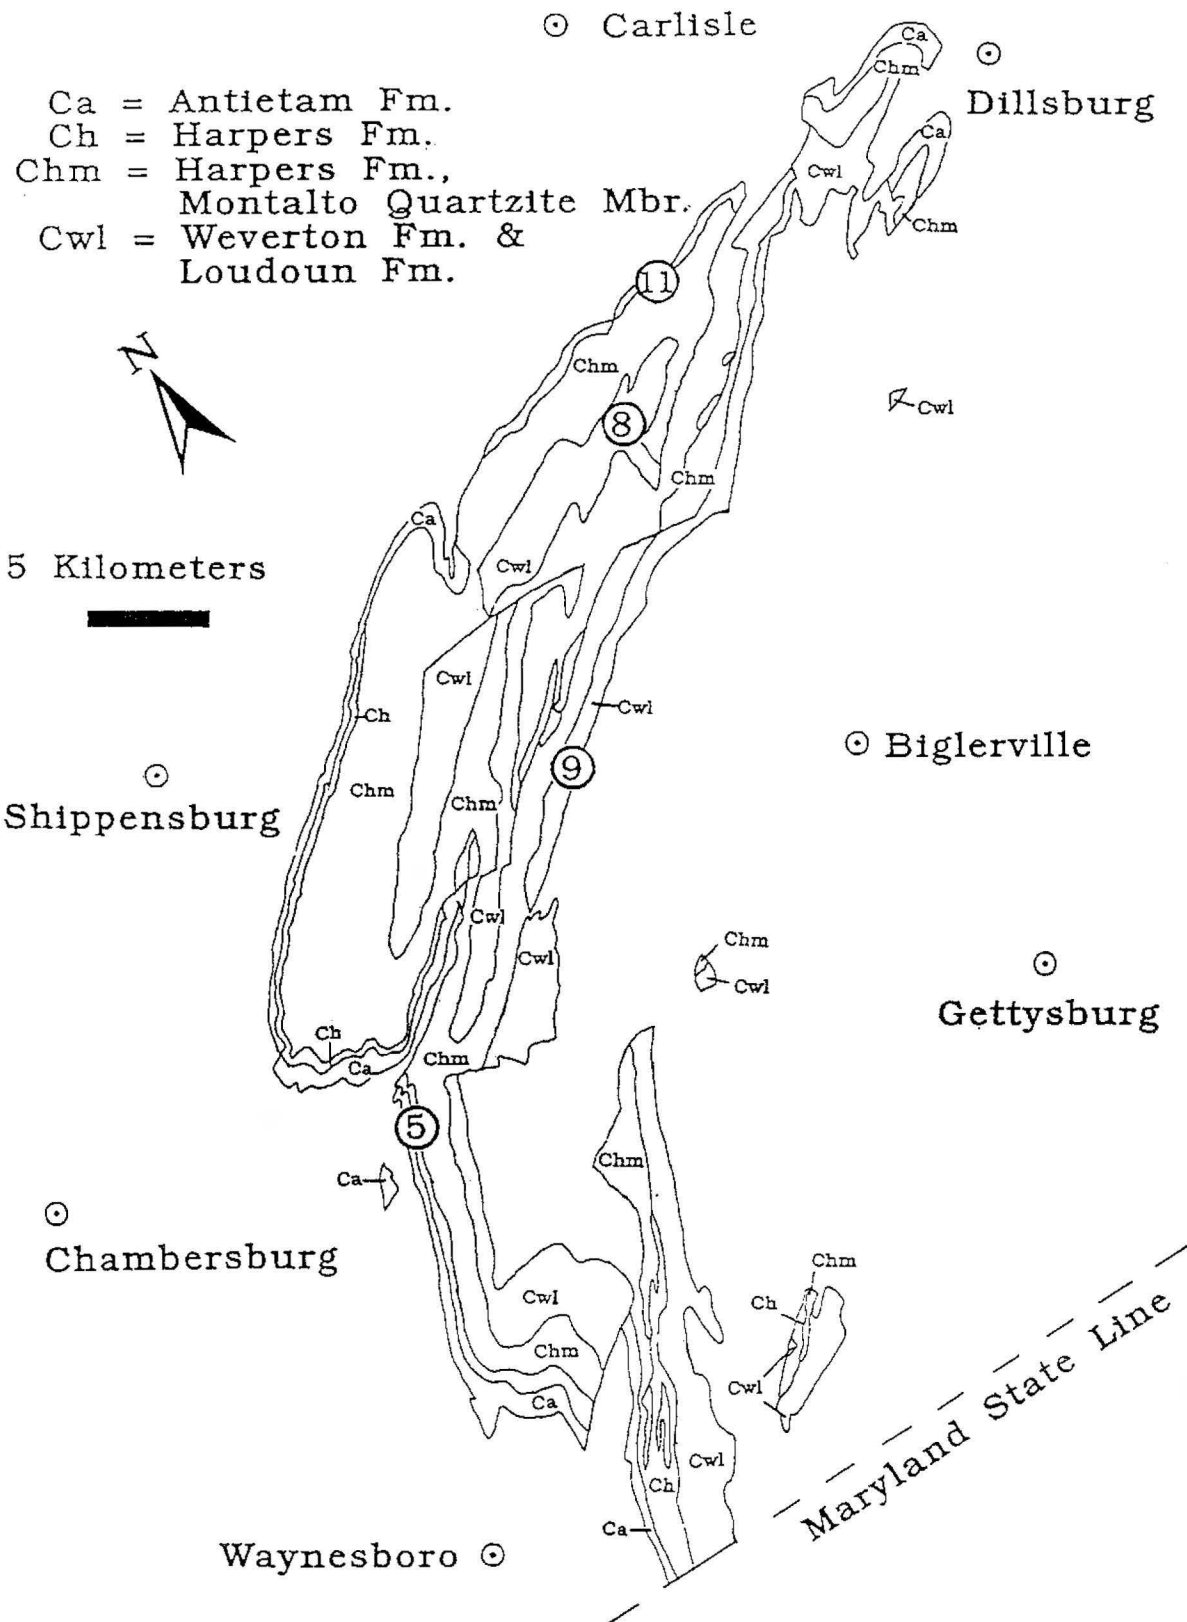 Carlisle
Ca
Chm
Dillsburg
Ca = Antietam Fm.
Ch = Harpers Fm.
Chm = Harpers Fm.,
Montalto Quartzite Mbr.
Cwl = Weverton Fm. &
Loudoun Fm.
Ca
Cwl
Chm
11
N
Chm
Cwl
8
Chm
Ca
Cwl
5 Kilometers
Cwl
Cwl
Ch
Biglerville
9
Shippensburg
Chm
Chm
Cwl
Cwl
Chm
Cwl
Gettysburg
Ch
Ca
Chm
5
Chm
Ca
Chambersburg
Chm
Cwl
Ch
Chm
Cwl
Ca
Cwl
Ch
Ca
Maryland State Line
Waynesboro